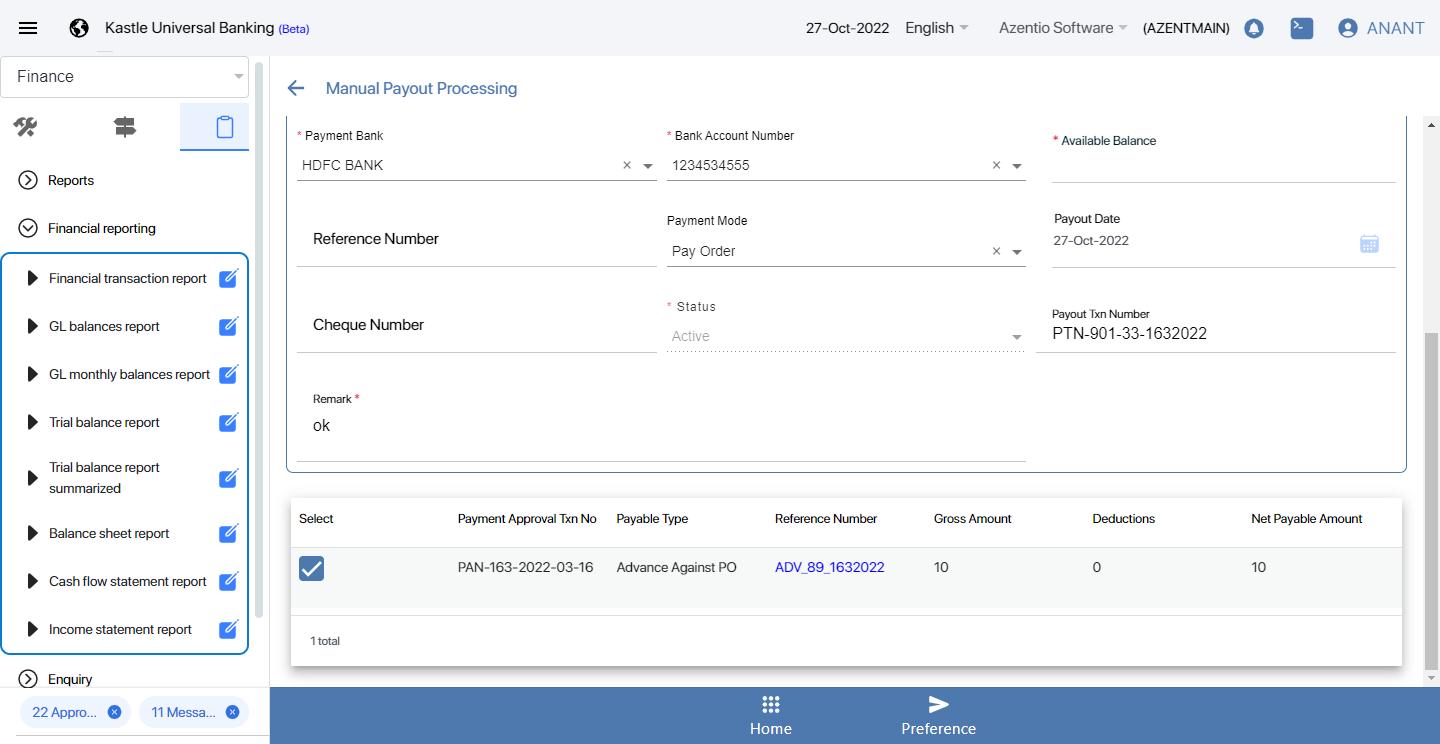 Kastle Universal Banking (Beta)
27-Oct-2022 English Azentio Software (AZENTMAIN) ANANT
Finance
Reports
Financial reporting
Financial transaction report
GL balances report
GL monthly balances report
Trial balance report
Trial balance report
summarized
Balance sheet report
Cash flow statement report
Income statement report
Enquiry
22 Appro...
11 Messa...
Manual Payout Processing
* Payment Bank
HDFC BANK
* Bank Account Number
1234534555
* Available Balance
Reference Number
Payment Mode
Pay Order
Payout Date
27-Oct-2022
Cheque Number
* Status
Active
Payout Txn Number
PTN-901-33-1632022
Remark *
ok
Select Payment Approval Txn No Payable Type Reference Number Gross Amount Deductions Net Payable Amount
PAN-163-2022-03-16 Advance Against PO ADV_89_1632022 10 0 10
1 total
Home
Preference